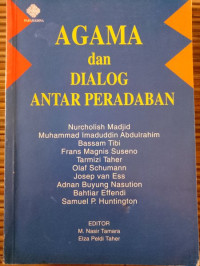 AGAMA
dan
DIALOG
ANTAR PERADABAN
Nurcholish Madjid
Muhammad Imaduddin Abdulrahim
Bassam Tibi
Frans Magnis Suseno
Tarmizi Taher
Olaf Schumann
Josep van Ess
Adnan Buyung Nasution
Bahtiar Effendi
Samuel P. Huntington
EDITOR
M. Nasir Tamara
Elza Peldi Taher